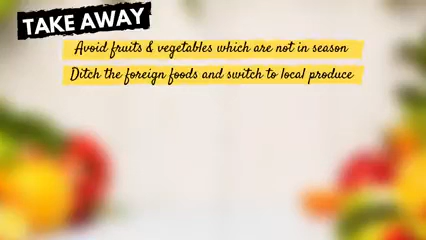 TAKE AWAY
Avoid fruits & vegetables which are not in season
Ditch the foreign foods and switch to local produce